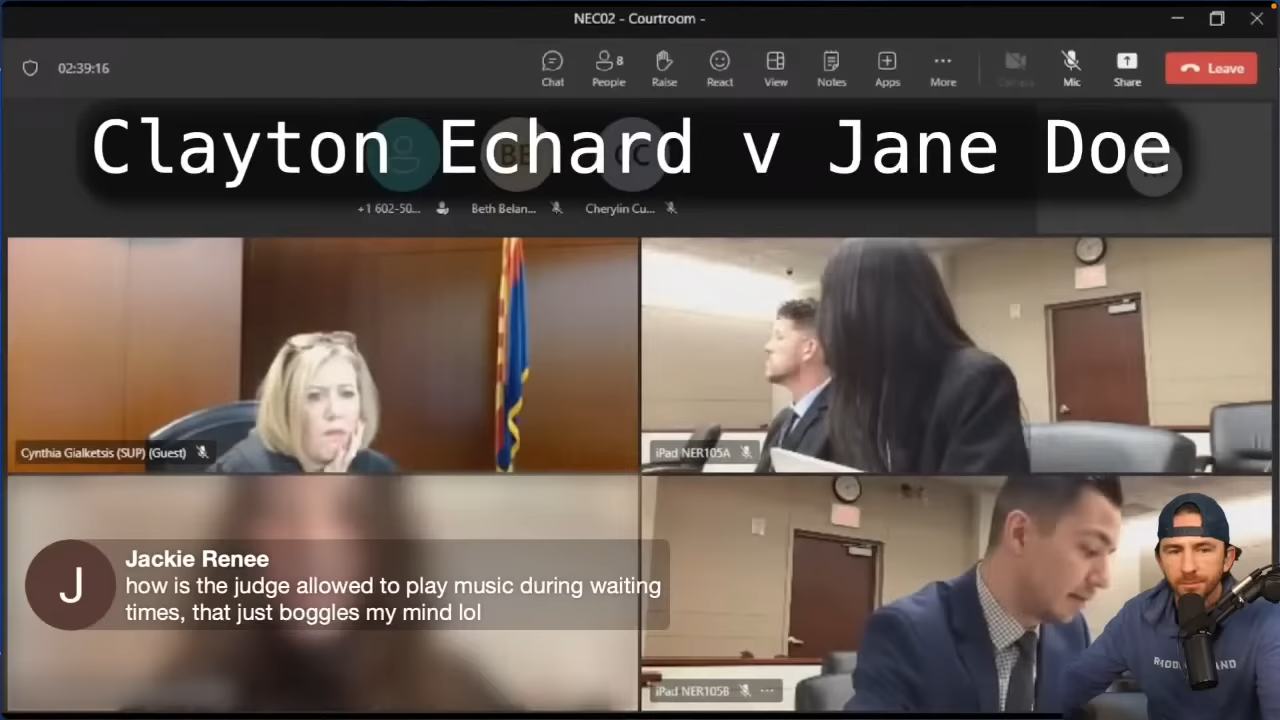 NEC02 - Courtroom -
02:39:16
8
Chat People Raise React View Notes Apps More Mic Share Leave
Clayton Echard v Jane Doe
+1 602-50... Beth Belan... Cherylin Cu...
Cynthia Gialketsis (SUP) (Guest)
iPad NER105A
J
Jackie Renee
how is the judge allowed to play music during waiting
times, that just boggles my mind lol
iPad NER105B